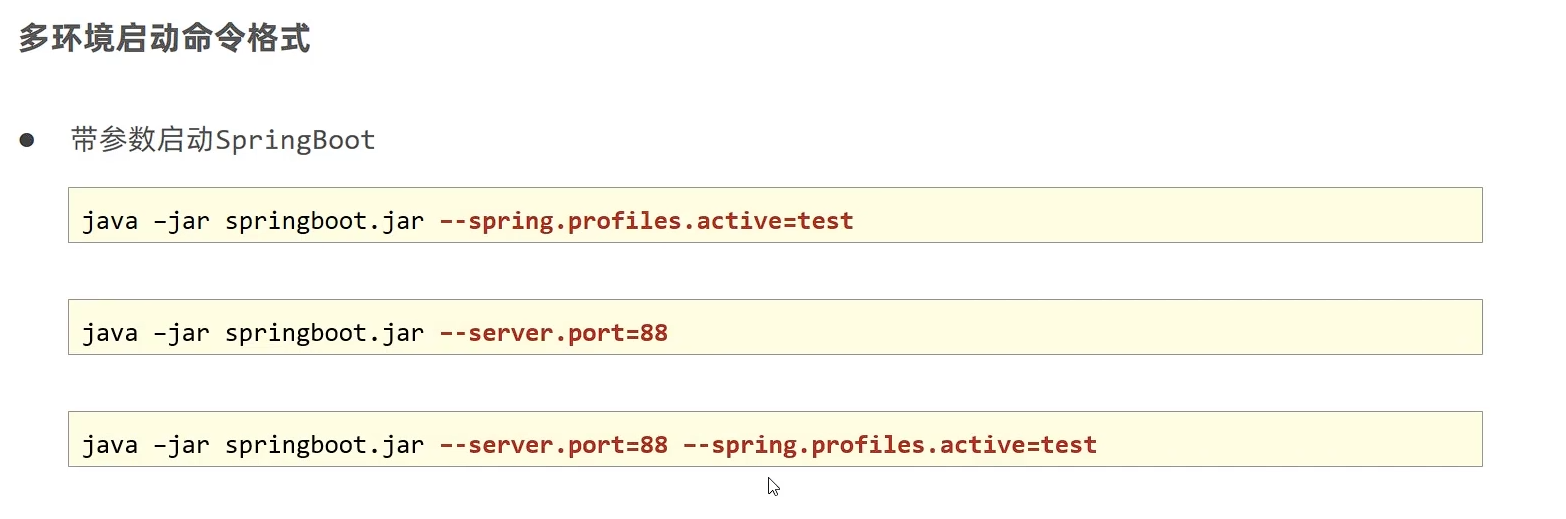 多环境启动命令格式
● 带参数启动SpringBoot
java –jar springboot.jar --spring.profiles.active=test
java –jar springboot.jar --server.port=88
java –jar springboot.jar --server.port=88 --spring.profiles.active=test